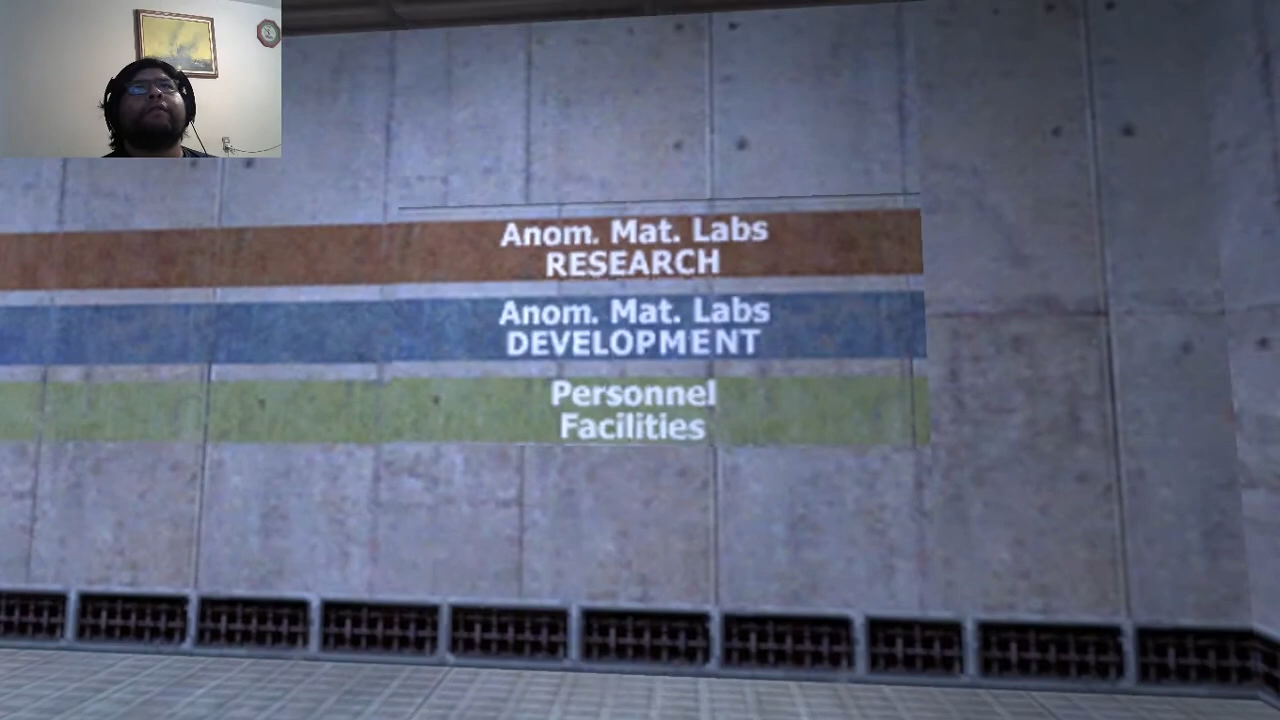 Anom. Mat. Labs
RESEARCH
Anom. Mat. Labs
DEVELOPMENT
Personnel
Facilities